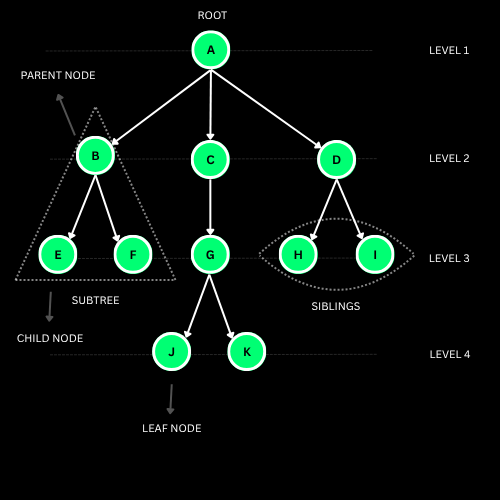 ROOT
A
LEVEL 1
PARENT NODE
B
C
D
LEVEL 2
E
F
G
H
I
LEVEL 3
SUBTREE
SIBLINGS
CHILD NODE
J
K
LEVEL 4
LEAF NODE